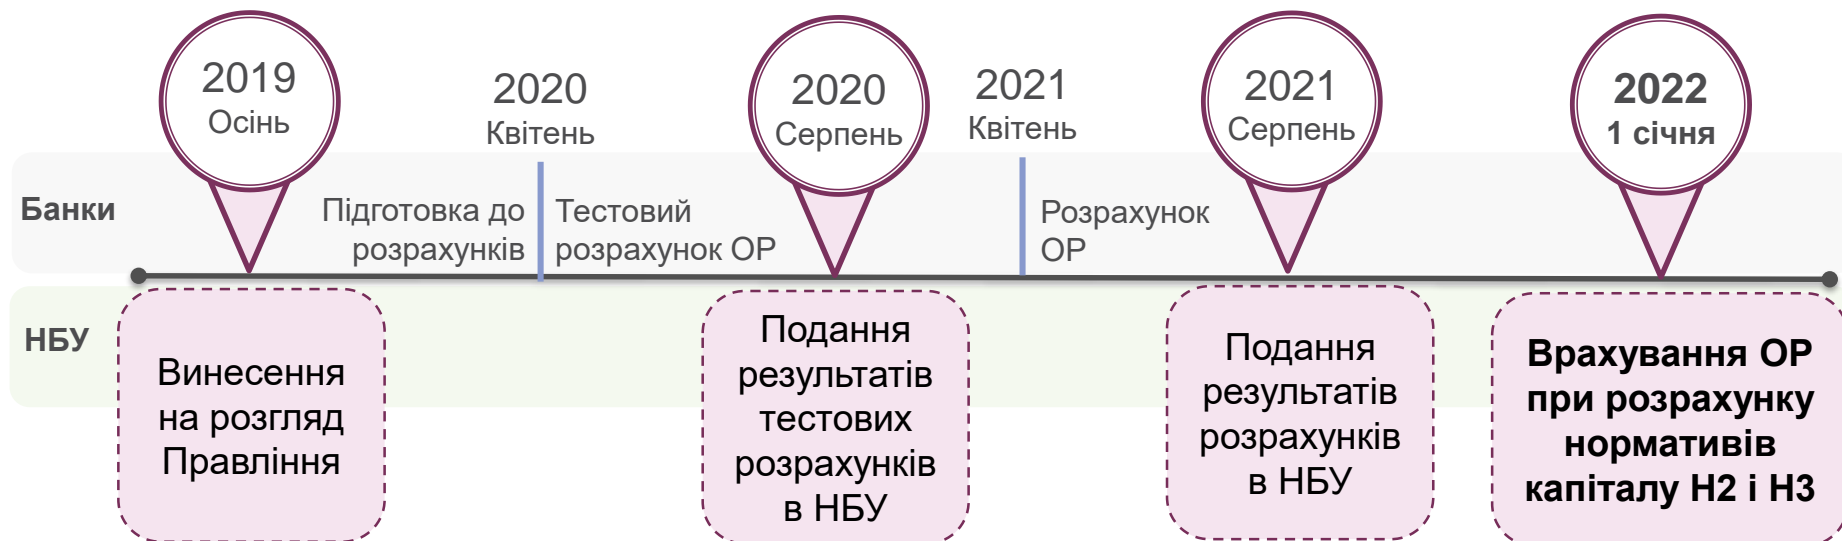 2019
Осінь
2020
Квітень
2020
Серпень
2021
Квітень
2021
Серпень
2022
1 січня
Банки
Підготовка до
розрахунків
Тестовий
розрахунок ОР
Розрахунок
ОР
НБУ
Винесення
на розгляд
Правління
Подання
результатів
тестових
розрахунків
в НБУ
Подання
результатів
розрахунків
в НБУ
Врахування ОР
при розрахунку
нормативів
капіталу Н2 і Н3